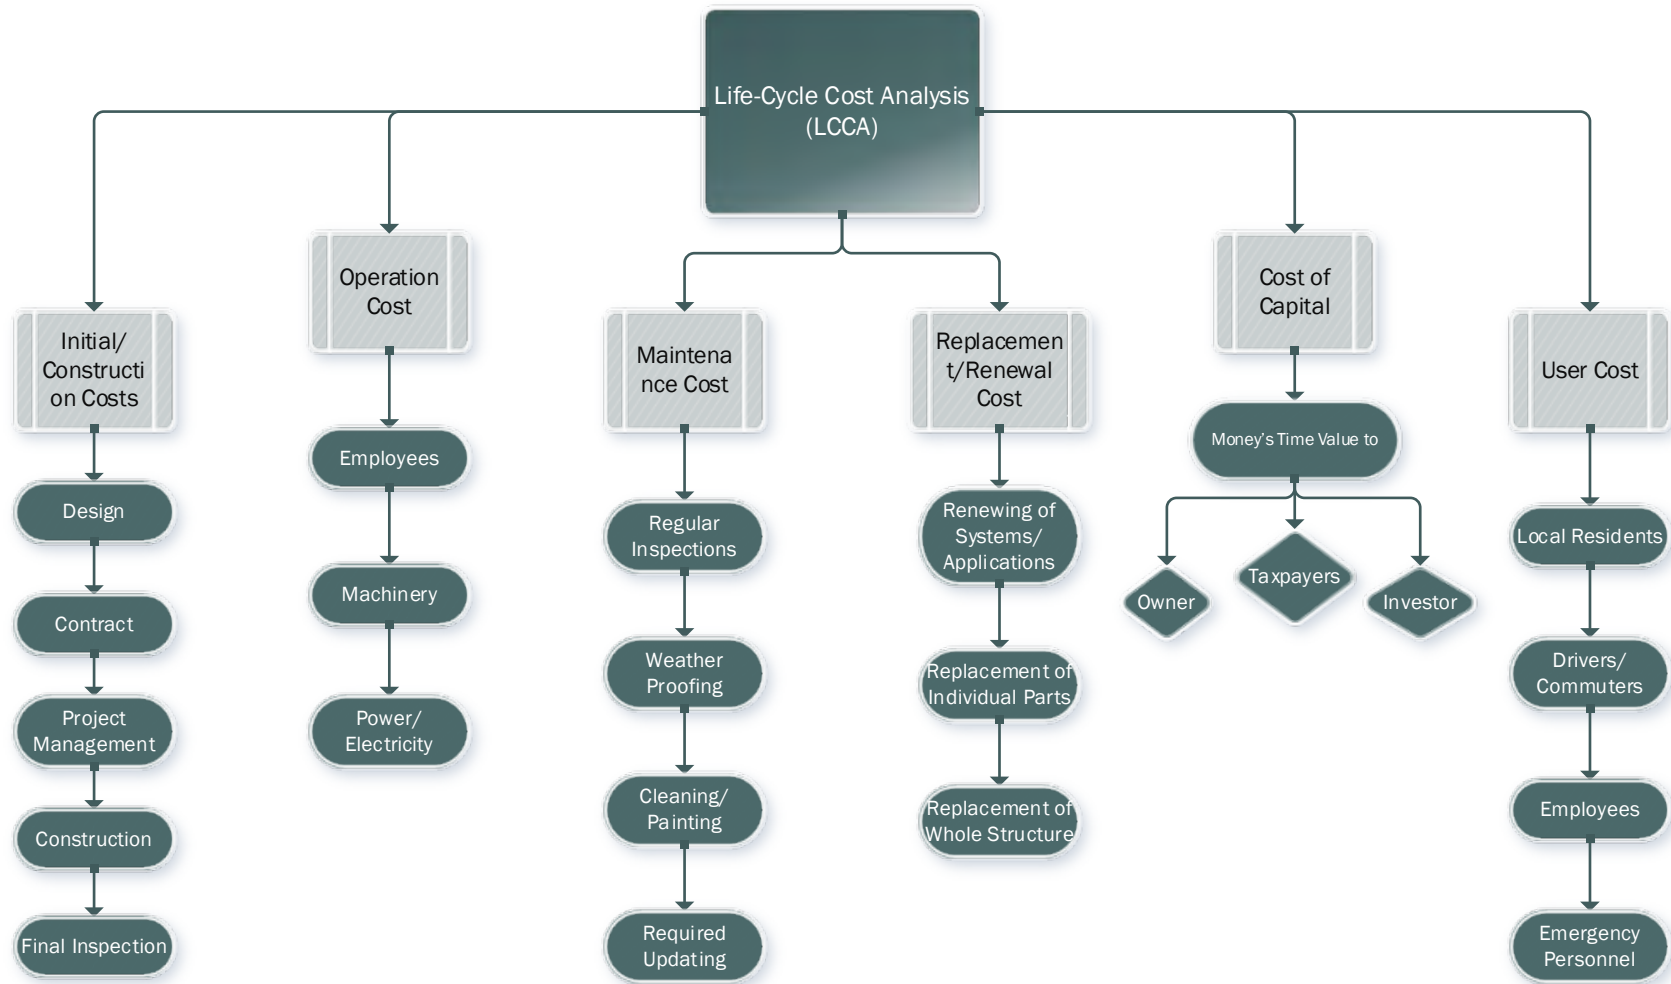 Life-Cycle Cost Analysis
(LCCA)
Initial/
Constructi
on Costs
Design
Contract
Project
Management
Construction
Final Inspection
Operation
Cost
Employees
Machinery
Power/
Electricity
Maintena
nce Cost
Regular
Inspections
Weather
Proofing
Cleaning/
Painting
Required
Updating
Replacemen
t/Renewal
Cost
Renewing of
Systems/
Applications
Replacement of
Individual Parts
Replacement of
Whole Structure
Cost of
Capital
Money's Time Value to
Owner
Taxpayers
Investor
User Cost
Local Residents
Drivers/
Commuters
Employees
Emergency
Personnel